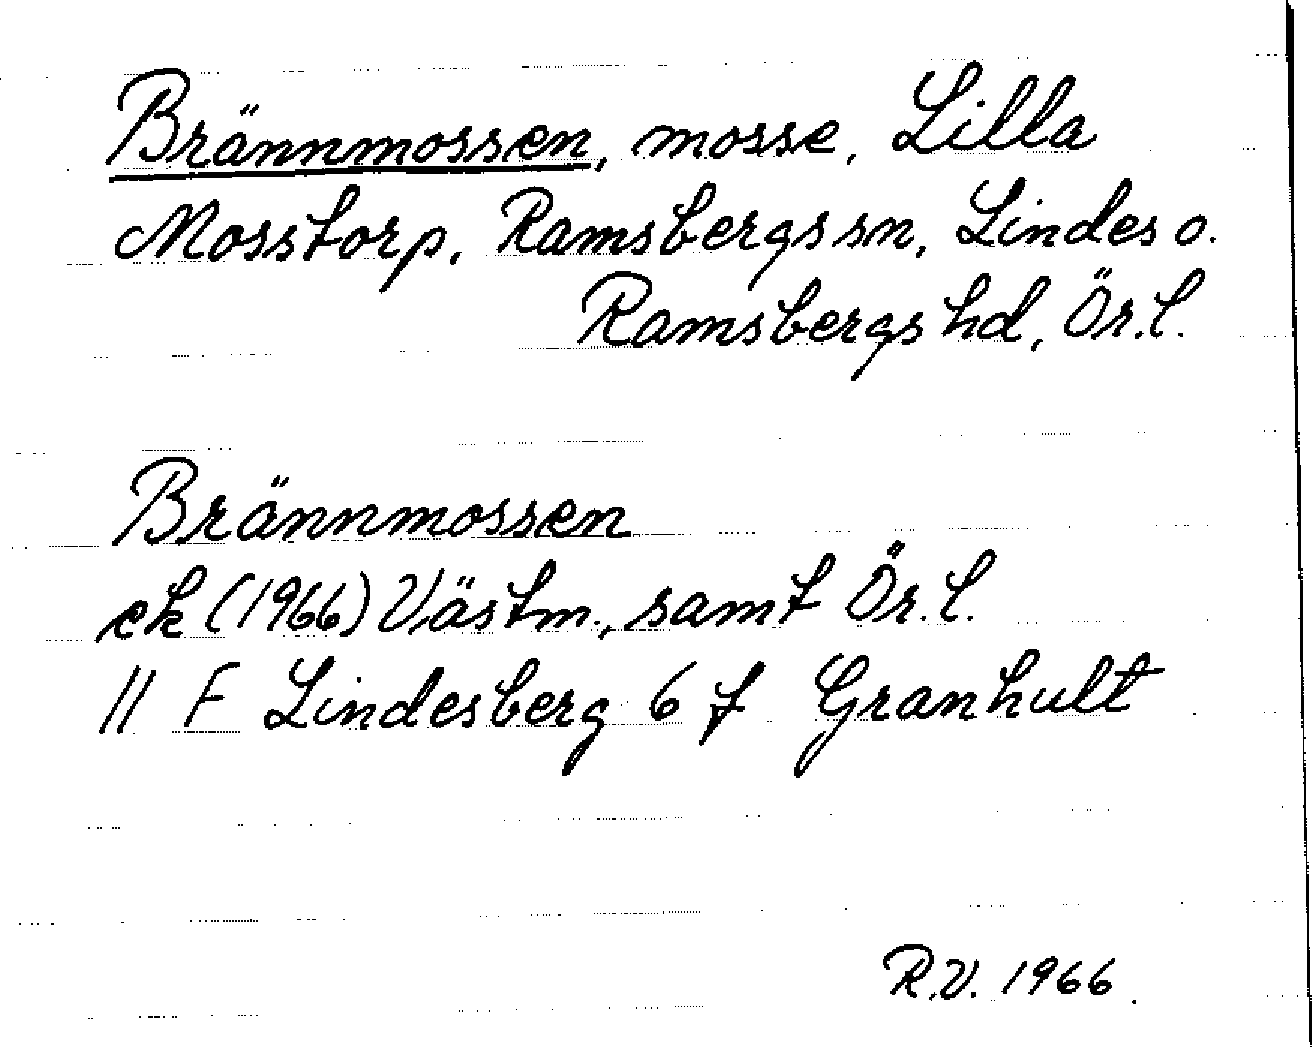 Brännmossen, mosse, Lilla
Mosstorp, Ramsbergs sn, Lindes o.
Ramsbergs hd, Ör.l.
Brännmossen
ek (1966) Västm., samt Ör.l.
11 F Lindesberg 6 f Granhult
R.V. 1966